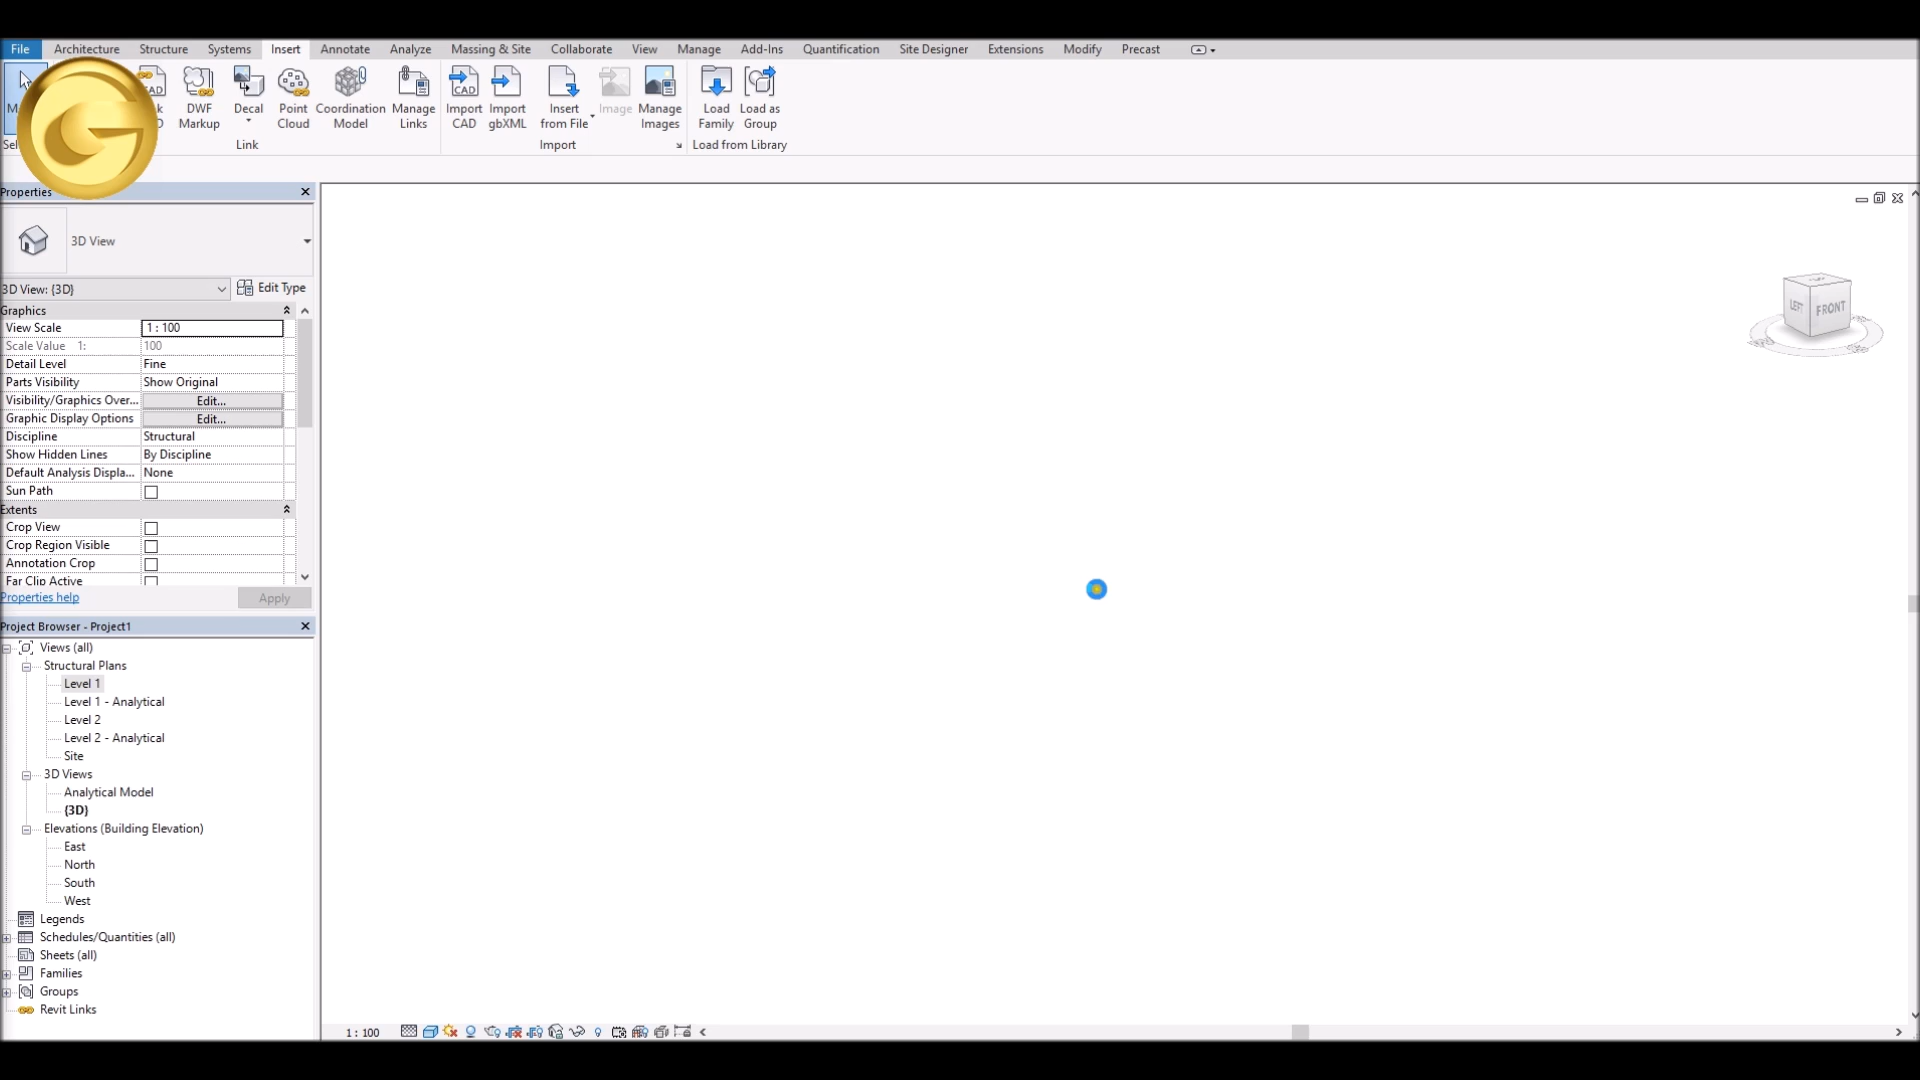 File Architecture Structure Systems Insert Annotate Analyze Massing & Site Collaborate View Manage Add-Ins Quantification Site Designer Extensions Modify Precast
DWF Markup
Decal
Point Cloud
Coordination Model
Manage Links
Import CAD
Import gbXML
Insert from File
Image
Manage Images
Load Family
Load as Group
Link
Import
Load from Library
Properties
3D View
3D View: {3D} Edit Type
Graphics
View Scale 1 : 100
Scale Value 1: 100
Detail Level Fine
Parts Visibility Show Original
Visibility/Graphics Over... Edit...
Graphic Display Options Edit...
Discipline Structural
Show Hidden Lines By Discipline
Default Analysis Displa... None
Sun Path
Extents
Crop View
Crop Region Visible
Annotation Crop
Far Clip Active
Properties help Apply
Project Browser - Project1
Views (all)
Structural Plans
Level 1
Level 1 - Analytical
Level 2
Level 2 - Analytical
Site
3D Views
Analytical Model
{3D}
Elevations (Building Elevation)
East
North
South
West
Legends
Schedules/Quantities (all)
Sheets (all)
Families
Groups
Revit Links
LEFT FRONT
1 : 100